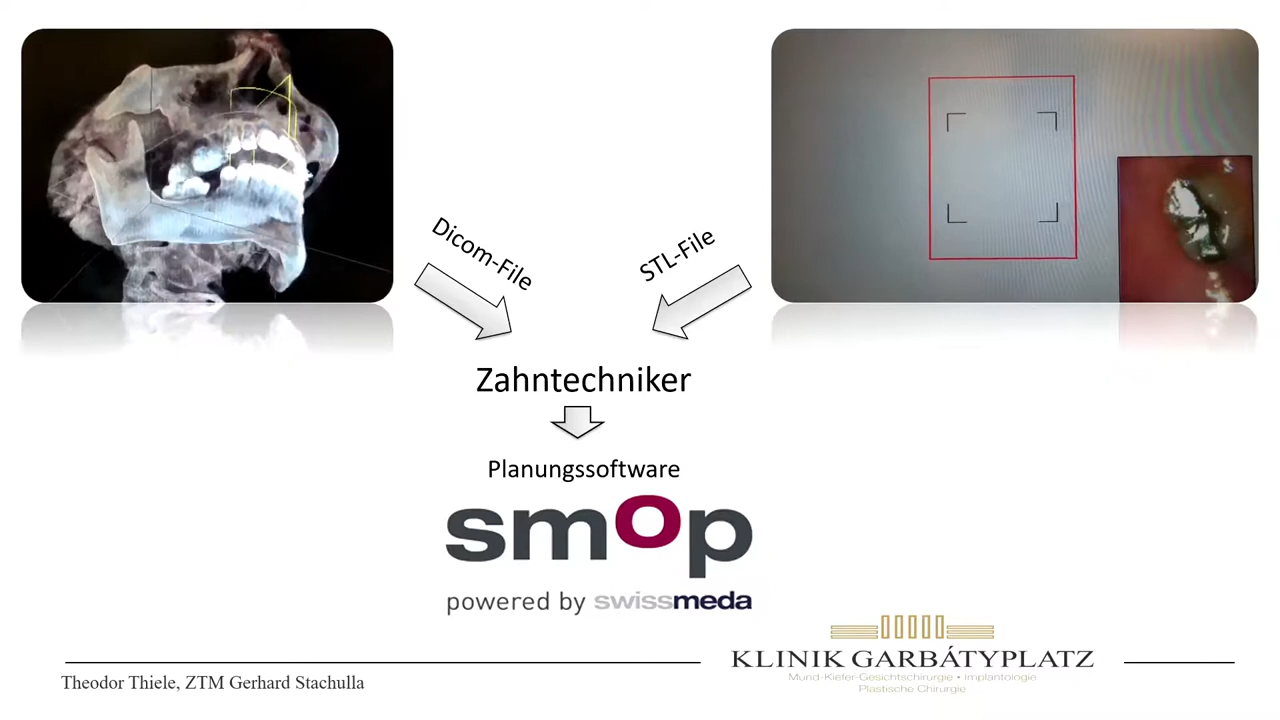 Dicom-File
STL-File
Zahntechniker
Planungssoftware
smop
powered by swissmeda
KLINIK GARBÁTYPLATZ
Mund-Kiefer-Gesichtschirurgie • Implantologie
Plastische Chirurgie
Theodor Thiele, ZTM Gerhard Stachulla